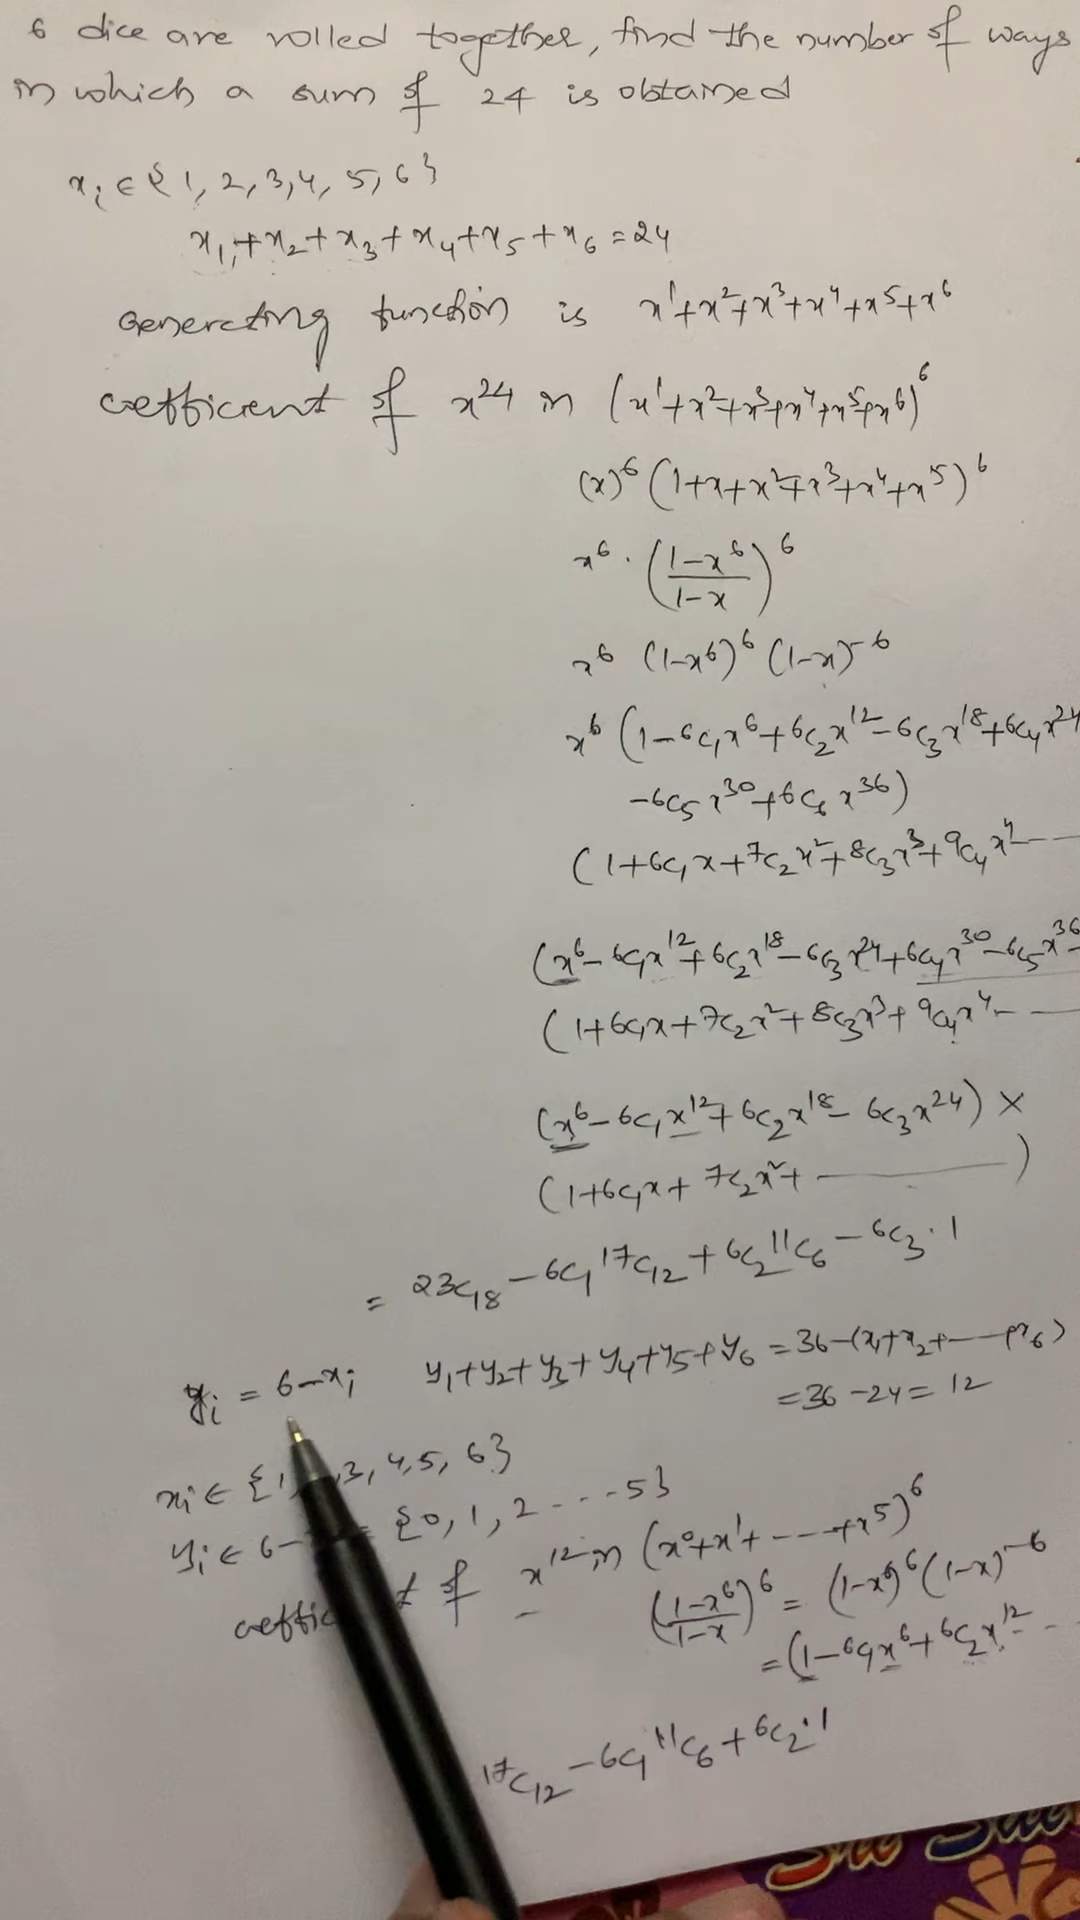 6 dice are rolled together, find the number of ways
in which a sum of 24 is obtained
xᵢ ∈ {1, 2, 3, 4, 5, 6}
x₁ + x₂ + x₃ + x₄ + x₅ + x₆ = 24
Generating function is x¹+x²+x³+x⁴+x⁵+x⁶
coefficient of x²⁴ in (x¹+x²+x³+x⁴+x⁵+x⁶)⁶
(x)⁶ (1+x+x²+x³+x⁴+x⁵)⁶
x⁶ · ((1-x⁶)/(1-x))⁶
x⁶ (1-x⁶)⁶ (1-x)⁻⁶
x⁶ (1-6c₁x⁶+6c₂x¹²-6c₃x¹⁸+6c₄x²⁴
-6c₅x³⁰+6c₆x³⁶)
(1+6c₁x+7c₂x²+8c₃x³+9c₄x⁴ ----
(x⁶-6c₁x¹²+6c₂x¹⁸-6c₃x²⁴+6c₄x³⁰-6c₅x³⁶-
(1+6c₁x+7c₂x²+8c₃x³+9c₄x⁴- ---
(x⁶-6c₁x¹²+6c₂x¹⁸-6c₃x²⁴) ×
(1+6c₁x+7c₂x²+ ------)
= 23c₁₈ - 6c₁ 17c₁₂ + 6c₂ 11c₆ - 6c₃·1
yᵢ = 6-xᵢ y₁+y₂+y₃+y₄+y₅+y₆ = 36-(x₁+x₂+----+x₆)
= 36-24 = 12
xᵢ ∈ {1, 3, 4, 5, 6}
yᵢ ∈ 6- = {0, 1, 2 ... 5}
of x¹² in (x⁰+x¹+----+x⁵)⁶
((1-x⁶)/(1-x))⁶ = (1-x⁶)⁶(1-x)⁻⁶
= (1-6c₁x⁶+6c₂x¹²- --
17c₁₂ - 6c₁ 11c₆ + 6c₂·1